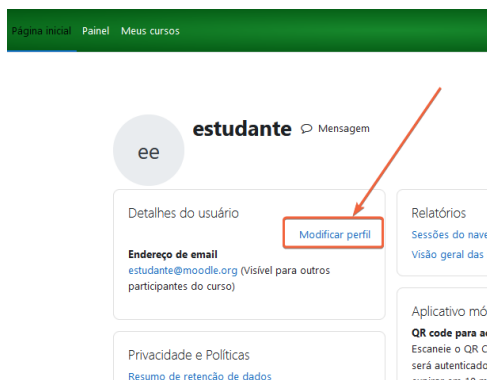 Página inicial Painel Meus cursos
estudante Mensagem
ee
Detalhes do usuário
Modificar perfil
Endereço de email
estudante@moodle.org (Visível para outros
participantes do curso)
Privacidade e Políticas
Resumo de retenção de dados
Relatórios
Sessões do nave
Visão geral das
Aplicativo mó
QR code para a
Escaneie o QR C
será autenticado